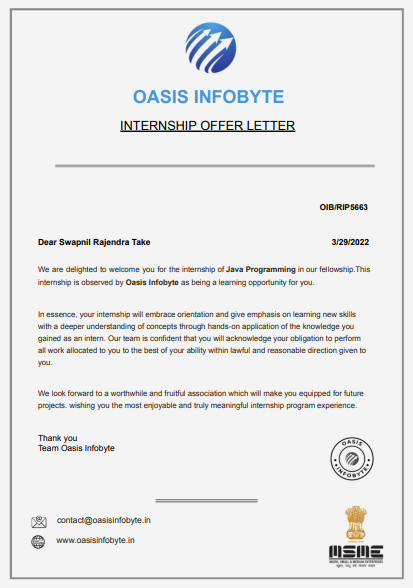 OASIS INFOBYTE
INTERNSHIP OFFER LETTER
OIB/RIP5663
Dear Swapnil Rajendra Take 3/29/2022
We are delighted to welcome you for the internship of Java Programming in our fellowship.This
internship is observed by Oasis Infobyte as being a learning opportunity for you.
In essence, your internship will embrace orientation and give emphasis on learning new skills
with a deeper understanding of concepts through hands-on application of the knowledge you
gained as an intern. Our team is confident that you will acknowledge your obligation to perform
all work allocated to you to the best of your ability within lawful and reasonable direction given to
you.
We look forward to a worthwhile and fruitful association which will make you equipped for future
projects. wishing you the most enjoyable and truly meaningful internship program experience.
Thank you
Team Oasis Infobyte
OASIS
INFOBYTE
contact@oasisinfobyte.in
www.oasisinfobyte.in
MSME
MICRO, SMALL & MEDIUM ENTERPRISES